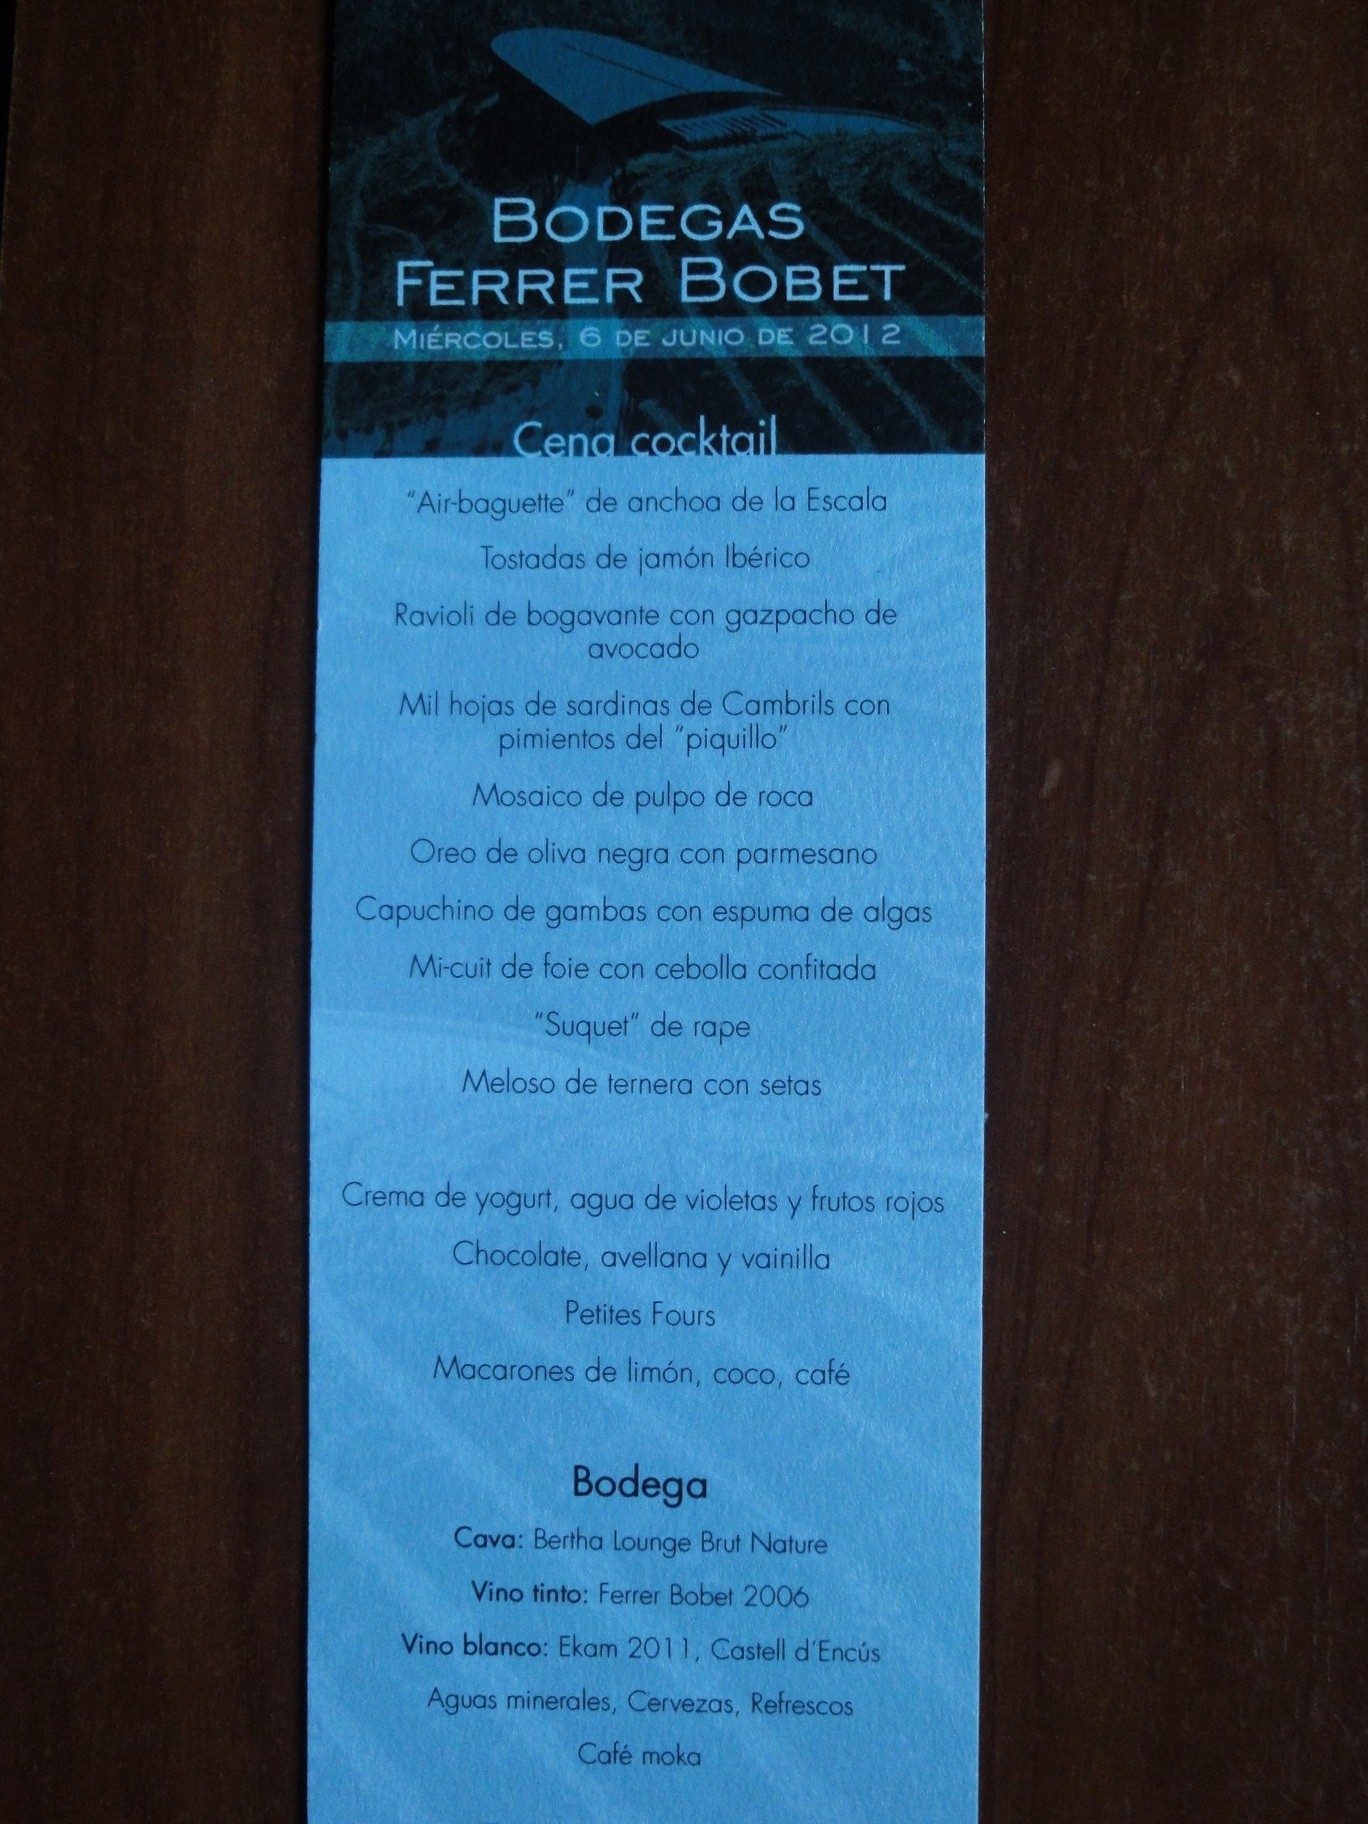 BODEGAS
FERRER BOBET
MIÉRCOLES, 6 DE JUNIO DE 2012
Cena cocktail
“Air-baguette” de anchoa de la Escala
Tostadas de jamón Ibérico
Ravioli de bogavante con gazpacho de
avocado
Mil hojas de sardinas de Cambrils con
pimientos del ”piquillo”
Mosaico de pulpo de roca
Oreo de oliva negra con parmesano
Capuchino de gambas con espuma de algas
Mi-cuit de foie con cebolla confitada
“Suquet” de rape
Meloso de ternera con setas
Crema de yogurt, agua de violetas y frutos rojos
Chocolate, avellana y vainilla
Petites Fours
Macarones de limón, coco, café
Bodega
Cava: Bertha Lounge Brut Nature
Vino tinto: Ferrer Bobet 2006
Vino blanco: Ekam 2011, Castell d’Encús
Aguas minerales, Cervezas, Refrescos
Café moka